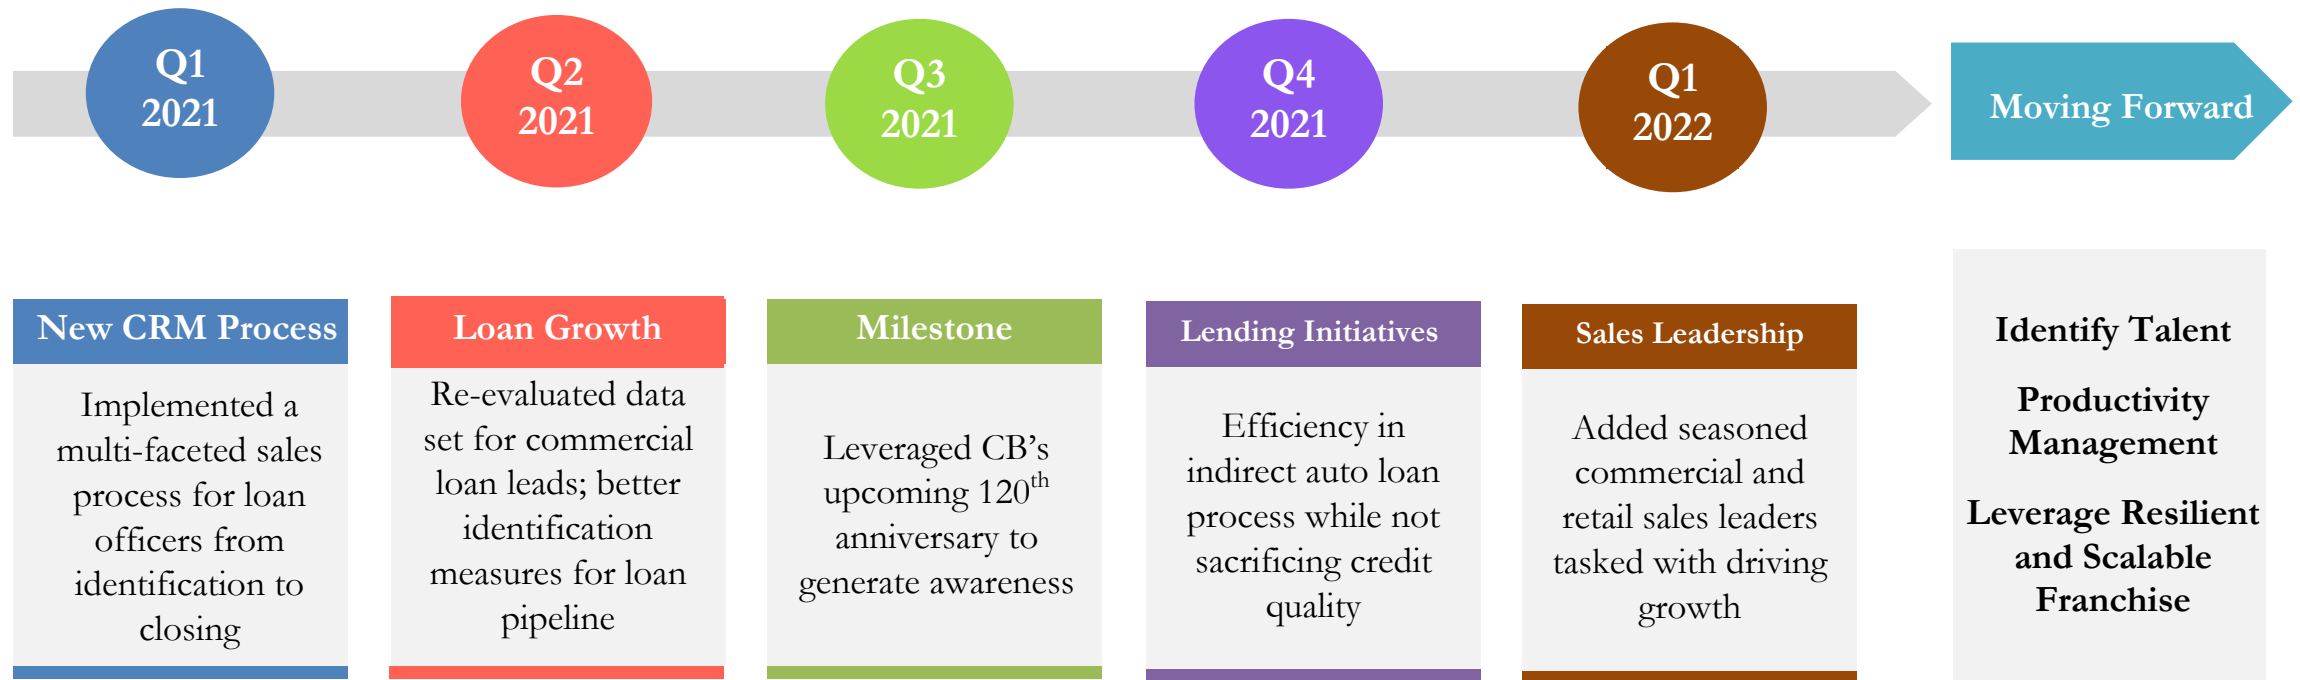 Q1
2021
Q2
2021
Q3
2021
Q4
2021
Q1
2022
Moving Forward
New CRM Process
Implemented a
multi-faceted sales
process for loan
officers from
identification to
closing
Loan Growth
Re-evaluated data
set for commercial
loan leads; better
identification
measures for loan
pipeline
Milestone
Leveraged CB’s
upcoming 120th
anniversary to
generate awareness
Lending Initiatives
Efficiency in
indirect auto loan
process while not
sacrificing credit
quality
Sales Leadership
Added seasoned
commercial and
retail sales leaders
tasked with driving
growth
Identify Talent
Productivity
Management
Leverage Resilient
and Scalable
Franchise